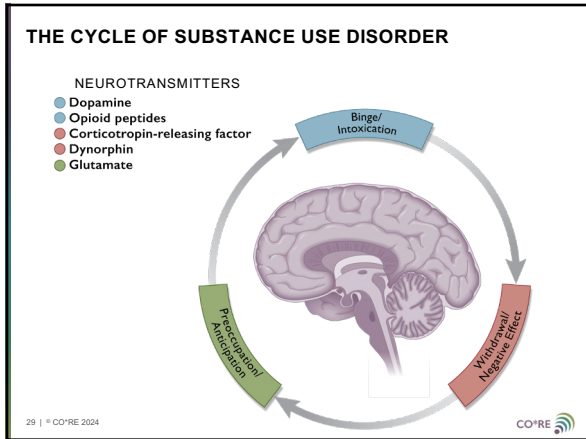 THE CYCLE OF SUBSTANCE USE DISORDER
NEUROTRANSMITTERS
Dopamine
Opioid peptides
Corticotropin-releasing factor
Dynorphin
Glutamate
Binge/
Intoxication
Withdrawal/
Negative Effect
Preoccupation/
Anticipation
29 | © CO*RE 2024
CO*RE